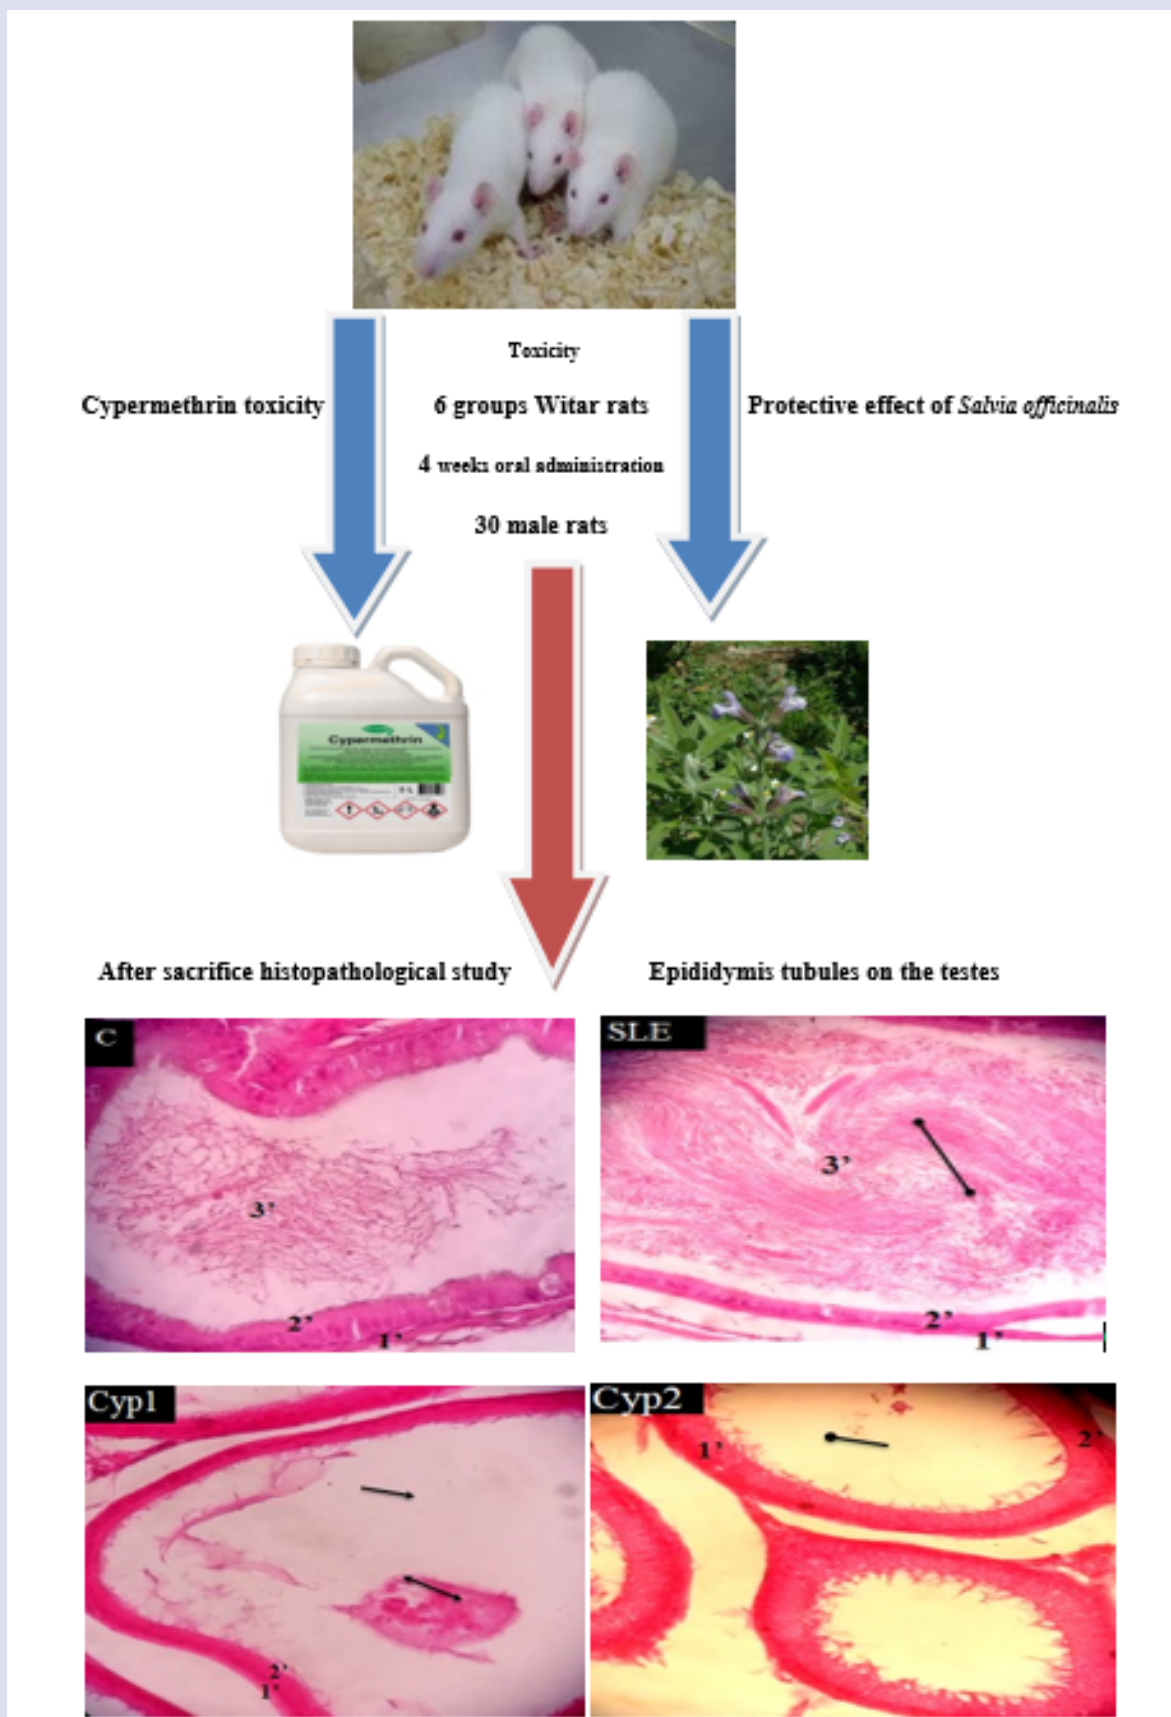 Toxicity
Cypermethrin toxicity
6 groups Witar rats
Protective effect of Salvia officinalis
4 weeks oral administration
30 male rats
Cypermethrin
5 L
After sacrifice histopathological study
Epididymis tubules on the testes
C
3’
2’
1’
SLE
3’
2’
1’
Cyp1
2’
1’
Cyp2
1’
2’